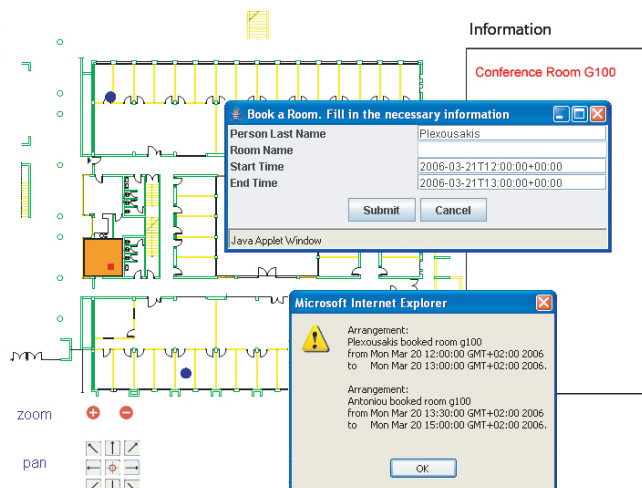 Information
Conference Room G100
Book a Room. Fill in the necessary information
Person Last Name Plexousakis
Room Name
Start Time 2006-03-21T12:00:00+00:00
End Time 2006-03-21T13:00:00+00:00
Submit Cancel
Java Applet Window
Microsoft Internet Explorer
Arrangement:
Plexousakis booked room g100
from Mon Mar 20 12:00:00 GMT+02:00 2006
to Mon Mar 20 13:00:00 GMT+02:00 2006.
Arrangement:
Antoniou booked room g100
from Mon Mar 20 13:30:00 GMT+02:00 2006
to Mon Mar 20 15:00:00 GMT+02:00 2006.
OK
zoom
pan